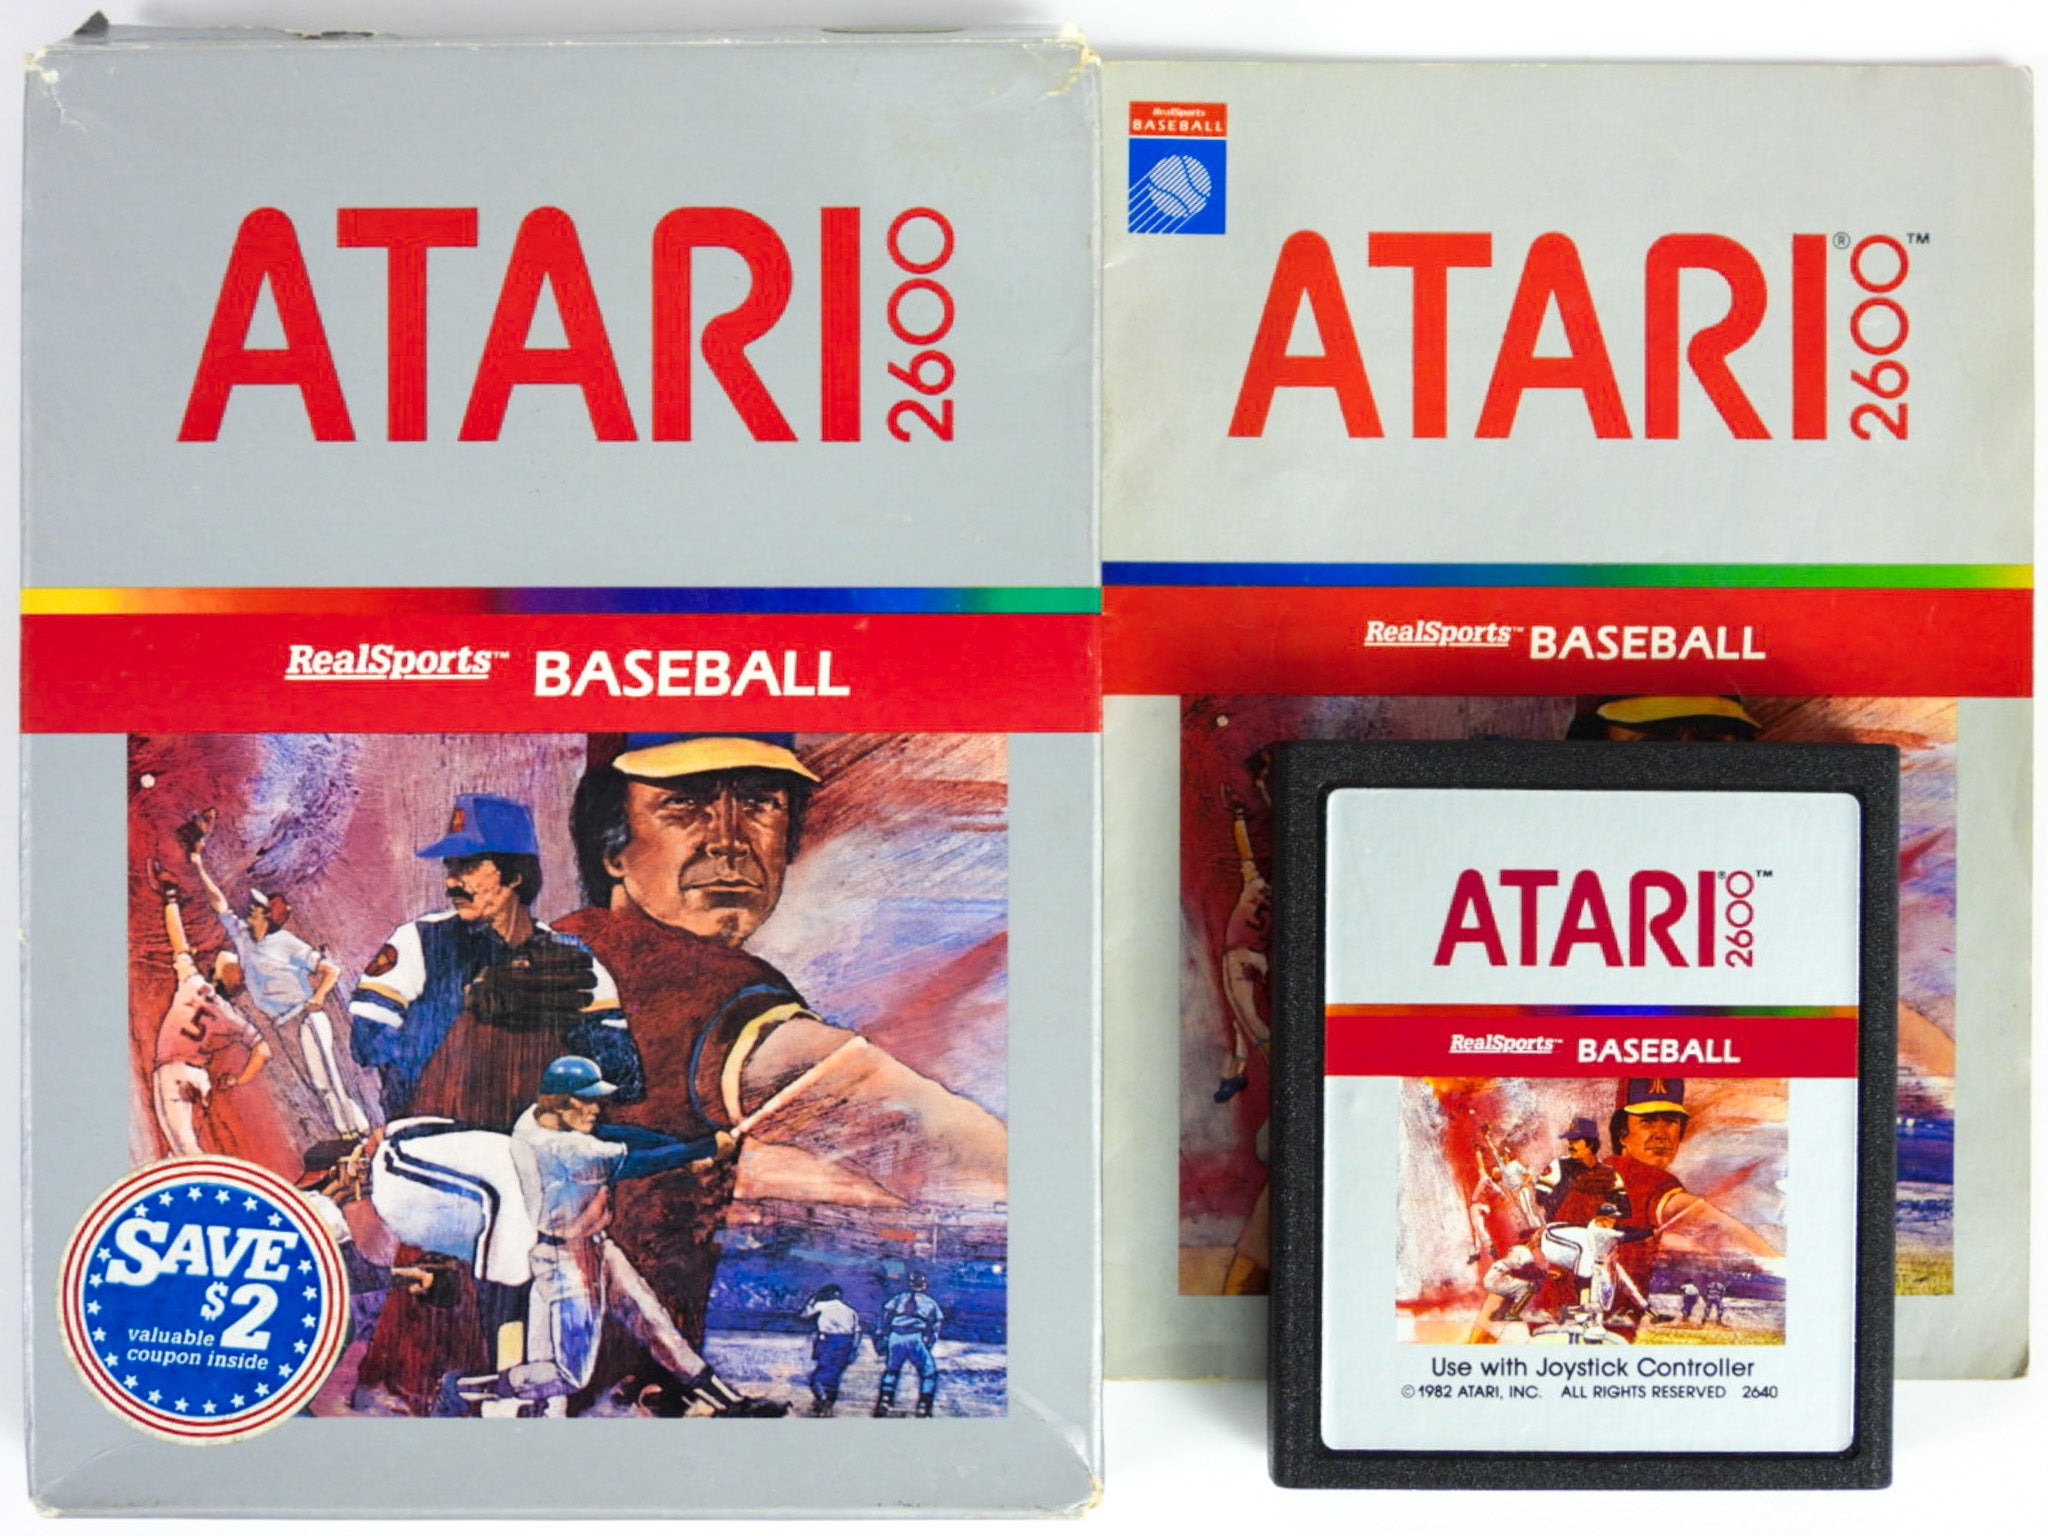 ATARI 2600
RealSports™ BASEBALL
SAVE
$2
valuable
coupon inside
RealSports
BASEBALL
ATARI® 2600™
RealSports™ BASEBALL
5
ATARI® 2600™
RealSports™ BASEBALL
Use with Joystick Controller
©1982 ATARI, INC. ALL RIGHTS RESERVED 2640